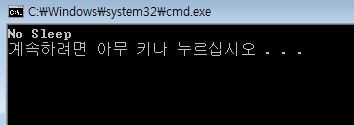 C:₩Windows₩system32₩cmd.exe
No Sleep
계속하려면 아무 키나 누르십시오 . . .